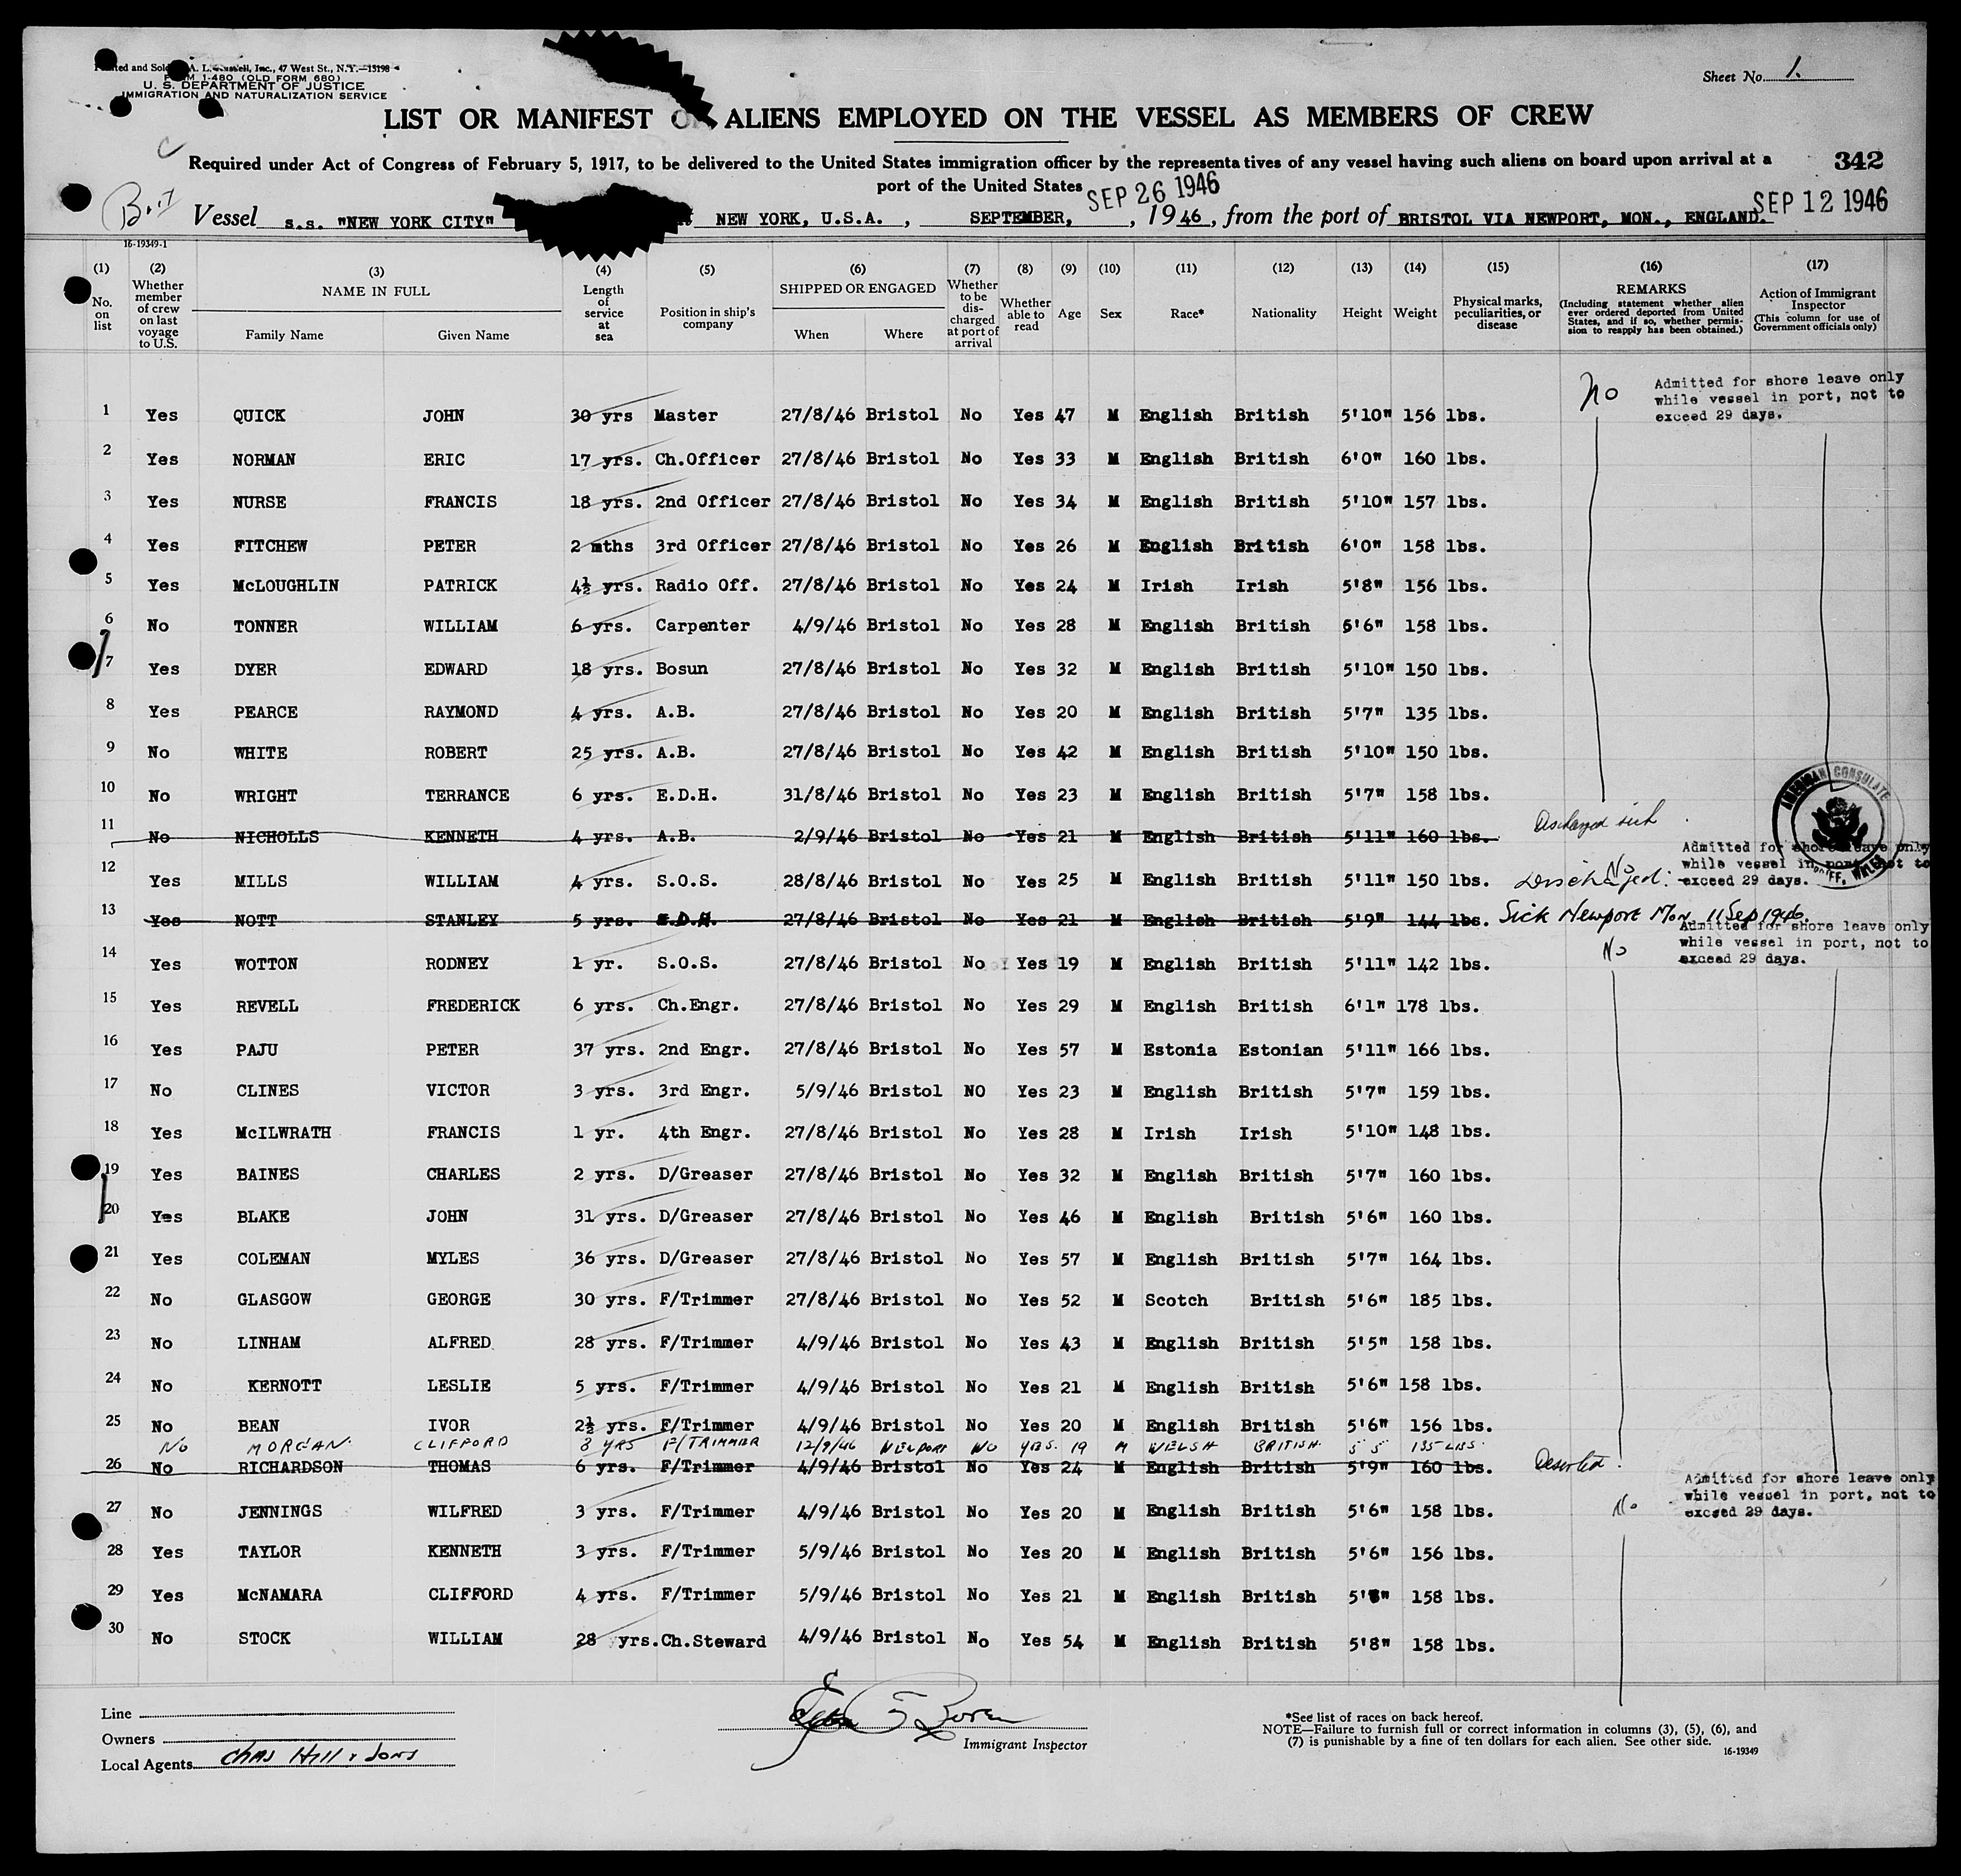 Sheet No. 1.
U. S. DEPARTMENT OF JUSTICE
IMMIGRATION AND NATURALIZATION SERVICE
LIST OR MANIFEST ALIENS EMPLOYED ON THE VESSEL AS MEMBERS OF CREW
Required under Act of Congress of February 5, 1917, to be delivered to the United States immigration officer by the representatives of any vessel having such aliens on board upon arrival at a 342
port of the United States SEP 26 1946
Vessel s.s. "NEW YORK CITY" NEW YORK, U.S.A. , SEPTEMBER, , 1946, from the port of BRISTOL VIA NEWPORT, MON., ENGLAND. SEP 12 1946
16-19349-1
(1) No. on list
(2) Whether member of crew on last voyage to U.S.
(3) NAME IN FULL
Family Name Given Name
(4) Length of service at sea
(5) Position in ship's company
(6) SHIPPED OR ENGAGED
When Where
(7) Whether to be discharged at port of arrival
(8) Whether able to read
(9) Age
(10) Sex
(11) Race*
(12) Nationality
(13) Height
(14) Weight
(15) Physical marks, peculiarities, or disease
(16) REMARKS (Including statement whether alien ever ordered deported from United States, and if so, whether permission to reapply has been obtained.)
(17) Action of Immigrant Inspector (This column for use of Government officials only)
1 Yes QUICK JOHN 30 yrs Master 27/8/46 Bristol No Yes 47 M English British 5'10" 156 lbs. No Admitted for shore leave only while vessel in port, not to exceed 29 days.
2 Yes NORMAN ERIC 17 yrs. Ch.Officer 27/8/46 Bristol No Yes 33 M English British 6'0" 160 lbs.
3 Yes NURSE FRANCIS 18 yrs. 2nd Officer 27/8/46 Bristol No Yes 34 M English British 5'10" 157 lbs.
4 Yes FITCHEW PETER 2 mths 3rd Officer 27/8/46 Bristol No Yes 26 M English British 6'0" 158 lbs.
5 Yes McLOUGHLIN PATRICK 4½ yrs. Radio Off. 27/8/46 Bristol No Yes 24 M Irish Irish 5'8" 156 lbs.
6 No TONNER WILLIAM 6 yrs. Carpenter 4/9/46 Bristol No Yes 28 M English British 5'6" 158 lbs.
7 Yes DYER EDWARD 18 yrs. Bosun 27/8/46 Bristol No Yes 32 M English British 5'10" 150 lbs.
8 Yes PEARCE RAYMOND 4 yrs. A.B. 27/8/46 Bristol No Yes 20 M English British 5'7" 135 lbs.
9 No WHITE ROBERT 25 yrs. A.B. 27/8/46 Bristol No Yes 42 M English British 5'10" 150 lbs.
10 No WRIGHT TERRANCE 6 yrs. E.D.H. 31/8/46 Bristol No Yes 23 M English British 5'7" 158 lbs.
11 No NICHOLLS KENNETH 4 yrs. A.B. 2/9/46 Bristol No Yes 21 M English British 5'11" 160 lbs. Discharged sick
AMERICAN CONSULATE
Admitted for shore leave only while vessel in port, not to exceed 29 days.
12 Yes MILLS WILLIAM 4 yrs. S.O.S. 28/8/46 Bristol No Yes 25 M English British 5'11" 150 lbs. No
Discharged:
13 Yes NOTT STANLEY 5 yrs. E.D.H. 27/8/46 Bristol No Yes 21 M English British 5'9" 144 lbs. Sick Newport Mon 11 Sep 1946.
Admitted for shore leave only while vessel in port, not to exceed 29 days.
14 Yes WOTTON RODNEY 1 yr. S.O.S. 27/8/46 Bristol No Yes 19 M English British 5'11" 142 lbs. No
15 Yes REVELL FREDERICK 6 yrs. Ch.Engr. 27/8/46 Bristol No Yes 29 M English British 6'1" 178 lbs.
16 Yes PAJU PETER 37 yrs. 2nd Engr. 27/8/46 Bristol No Yes 57 M Estonia Estonian 5'11" 166 lbs.
17 No CLINES VICTOR 3 yrs. 3rd Engr. 5/9/46 Bristol NO Yes 23 M English British 5'7" 159 lbs.
18 Yes McILWRATH FRANCIS 1 yr. 4th Engr. 27/8/46 Bristol No Yes 28 M Irish Irish 5'10" 148 lbs.
19 Yes BAINES CHARLES 2 yrs. D/Greaser 27/8/46 Bristol No Yes 32 M English British 5'7" 160 lbs.
20 Yes BLAKE JOHN 31 yrs. D/Greaser 27/8/46 Bristol No Yes 46 M English British 5'6" 160 lbs.
21 Yes COLEMAN MYLES 36 yrs. D/Greaser 27/8/46 Bristol No Yes 57 M English British 5'7" 164 lbs.
22 No GLASGOW GEORGE 30 yrs. F/Trimmer 27/8/46 Bristol No Yes 52 M Scotch British 5'6" 185 lbs.
23 No LINHAM ALFRED 28 yrs. F/Trimmer 4/9/46 Bristol No Yes 43 M English British 5'5" 158 lbs.
24 No KERNOTT LESLIE 5 yrs. F/Trimmer 4/9/46 Bristol No Yes 21 M English British 5'6" 158 lbs.
25 No BEAN IVOR 2½ yrs. F/Trimmer 4/9/46 Bristol No Yes 20 M English British 5'6" 156 lbs.
No MORGAN CLIFFORD 3 YRS F/TRIMMER 12/9/46 NEWPORT No YES. 19 M WELSH BRITISH. 5 5 135 LBS.
26 No RICHARDSON THOMAS 6 yrs. F/Trimmer 4/9/46 Bristol No Yes 24 M English British 5'9" 160 lbs. Deserted.
Admitted for shore leave only while vessel in port, not to exceed 29 days.
27 No JENNINGS WILFRED 3 yrs. F/Trimmer 4/9/46 Bristol No Yes 20 M English British 5'6" 158 lbs. No
28 Yes TAYLOR KENNETH 3 yrs. F/Trimmer 5/9/46 Bristol No Yes 20 M English British 5'6" 156 lbs.
29 Yes McNAMARA CLIFFORD 4 yrs. F/Trimmer 5/9/46 Bristol No Yes 21 M English British 158 lbs.
30 No STOCK WILLIAM 28 yrs. Ch.Steward 4/9/46 Bristol No Yes 54 M English British 5'8" 158 lbs.
Line
Owners
Local Agents Chas Hill & Sons
Immigrant Inspector
*See list of races on back hereof.
NOTE—Failure to furnish full or correct information in columns (3), (5), (6), and
(7) is punishable by a fine of ten dollars for each alien. See other side.
16-19349